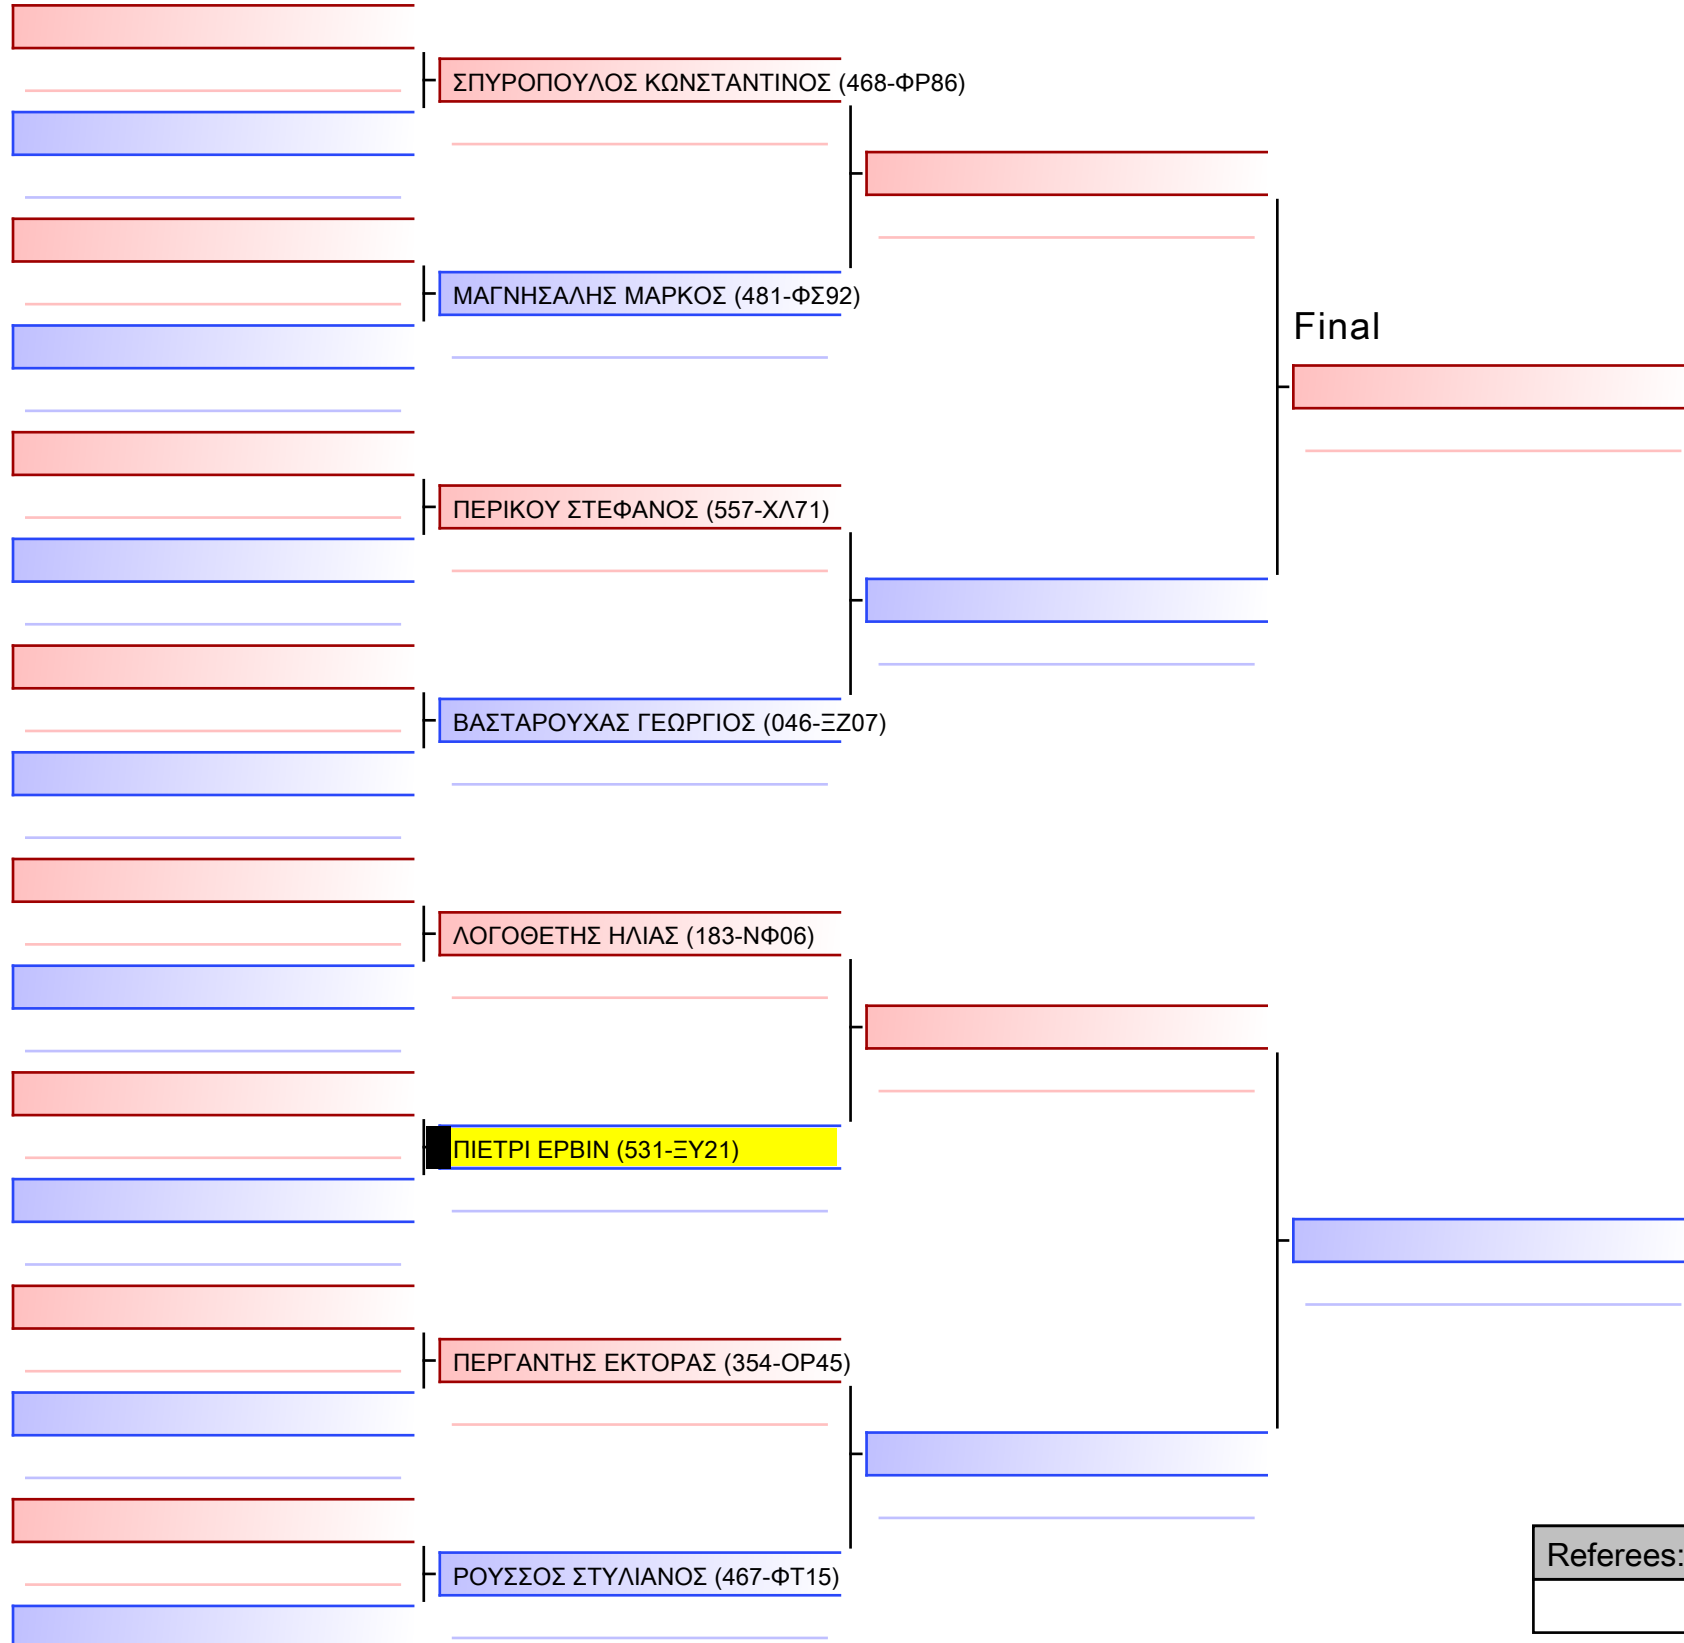 ΣΠΥΡΟΠΟΥΛΟΣ ΚΩΝΣΤΑΝΤΙΝΟΣ (468-ΦΡ86)
ΜΑΓΝΗΣΑΛΗΣ ΜΑΡΚΟΣ (481-ΦΣ92)
Final
ΠΕΡΙΚΟΥ ΣΤΕΦΑΝΟΣ (557-ΧΛ71)
ΒΑΣΤΑΡΟΥΧΑΣ ΓΕΩΡΓΙΟΣ (046-ΞΖ07)
ΛΟΓΟΘΕΤΗΣ ΗΛΙΑΣ (183-ΝΦ06)
ΠΙΕΤΡΙ ΕΡΒΙΝ (531-ΞΥ21)
ΠΕΡΓΑΝΤΗΣ ΕΚΤΟΡΑΣ (354-ΟΡ45)
Referees:
ΡΟΥΣΣΟΣ ΣΤΥΛΙΑΝΟΣ (467-ΦΤ15)